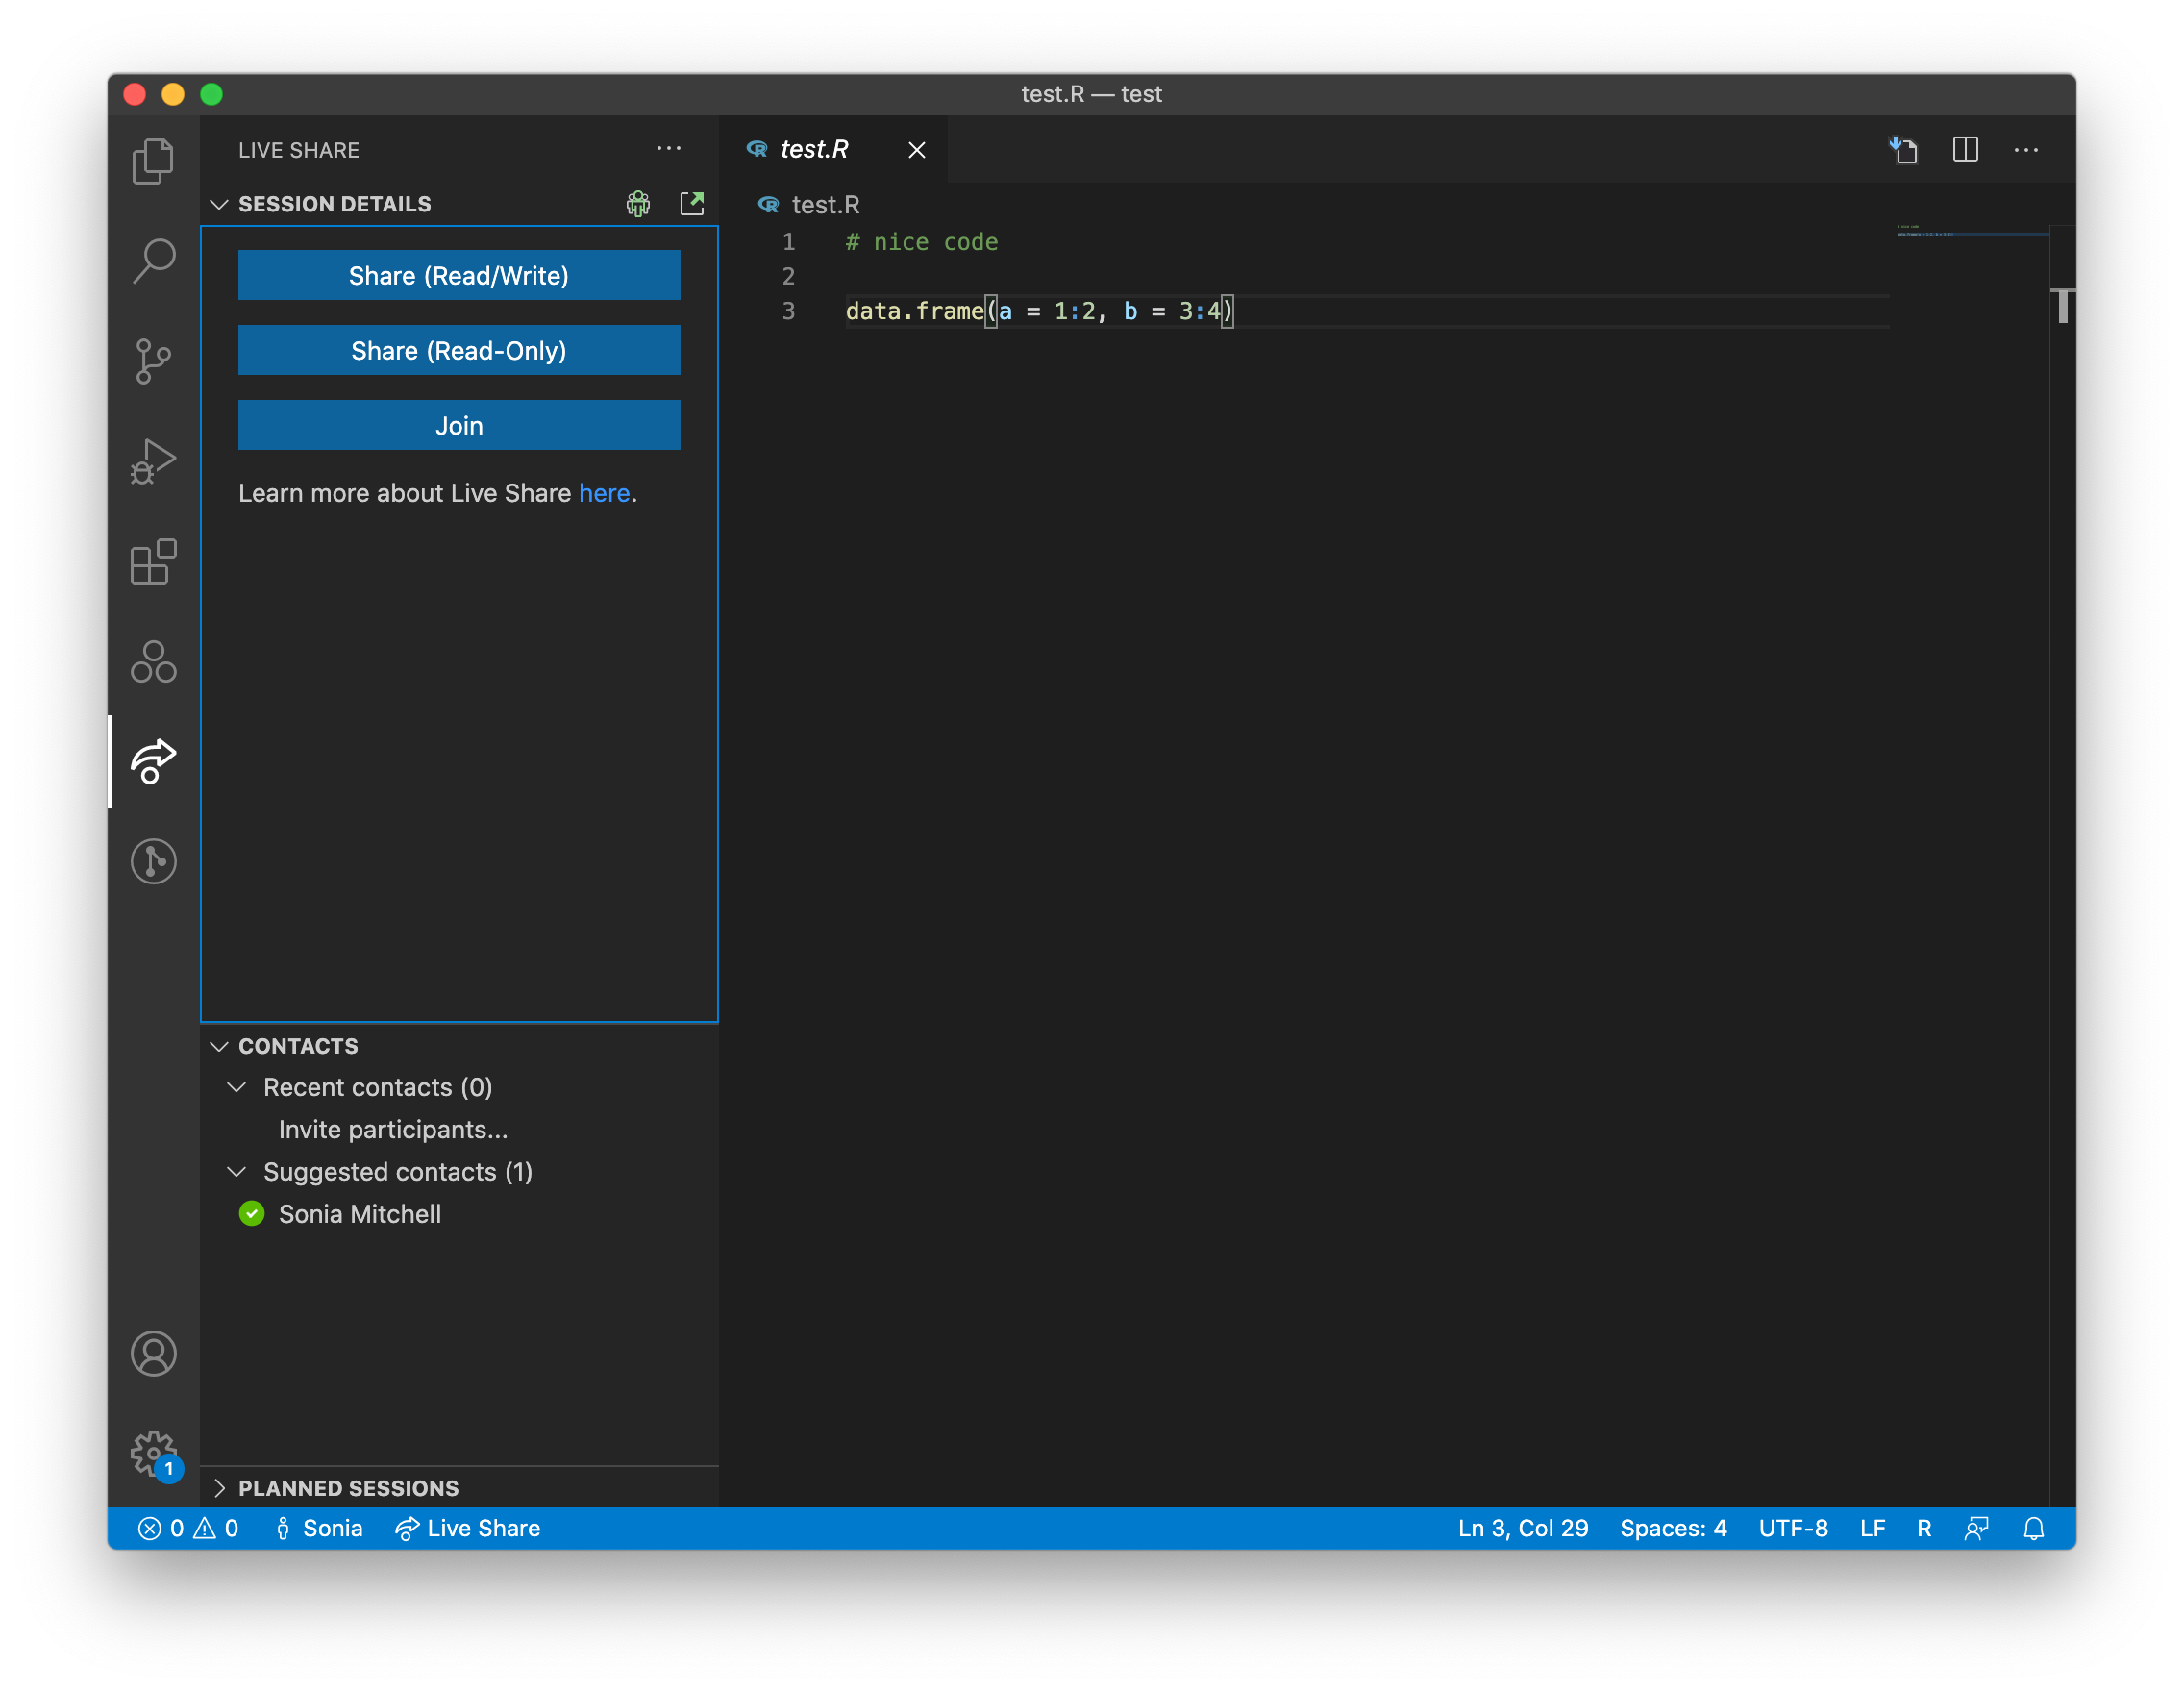 test.R — test
LIVE SHARE
SESSION DETAILS
Share (Read/Write)
Share (Read-Only)
Join
Learn more about Live Share here.
CONTACTS
Recent contacts (0)
Invite participants...
Suggested contacts (1)
Sonia Mitchell
PLANNED SESSIONS
test.R
test.R
1 # nice code
2
3 data.frame(a = 1:2, b = 3:4)
1
0 0 Sonia Live Share Ln 3, Col 29 Spaces: 4 UTF-8 LF R